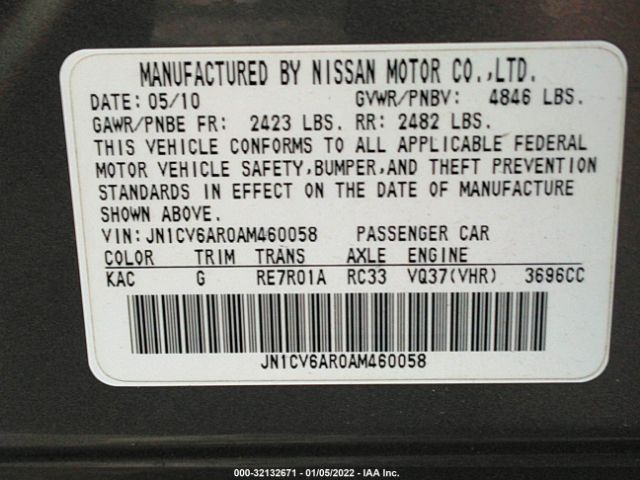 MANUFACTURED BY NISSAN MOTOR CO.,LTD.
DATE: 05/10 GVWR/PNBV: 4846 LBS.
GAWR/PNBE FR: 2423 LBS. RR: 2482 LBS.
THIS VEHICLE CONFORMS TO ALL APPLICABLE FEDERAL
MOTOR VEHICLE SAFETY,BUMPER,AND THEFT PREVENTION
STANDARDS IN EFFECT ON THE DATE OF MANUFACTURE
SHOWN ABOVE.
VIN:JN1CV6AR0AM460058 PASSENGER CAR
COLOR TRIM TRANS AXLE ENGINE
KAC G RE7R01A RC33 VQ37(VHR) 3696CC
JN1CV6AR0AM460058
000-32132671 - 01/05/2022 - IAA Inc.